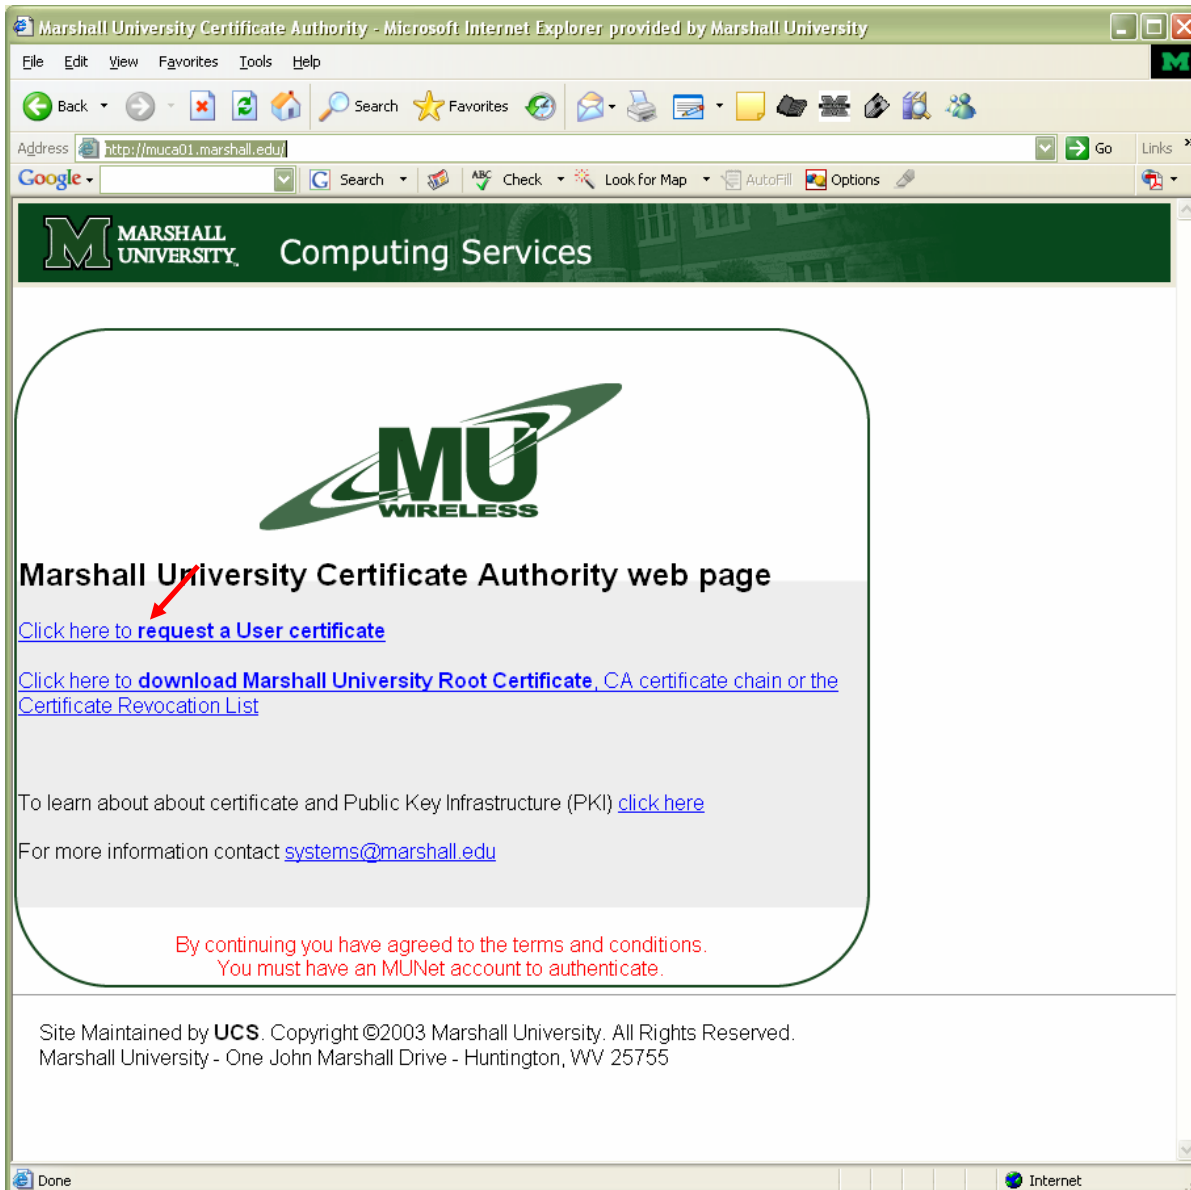 Marshall University Certificate Authority - Microsoft Internet Explorer provided by Marshall University
File Edit View Favorites Tools Help
M
Back Search Favorites
Address http://muca01.marshall.edu/ Go Links »
Google G Search ABC Check Look for Map AutoFill Options
M MARSHALL UNIVERSITY. Computing Services
MU
WIRELESS
Marshall University Certificate Authority web page
Click here to request a User certificate
Click here to download Marshall University Root Certificate, CA certificate chain or the
Certificate Revocation List
To learn about about certificate and Public Key Infrastructure (PKI) click here
For more information contact systems@marshall.edu
By continuing you have agreed to the terms and conditions.
You must have an MUNet account to authenticate.
Site Maintained by UCS. Copyright ©2003 Marshall University. All Rights Reserved.
Marshall University - One John Marshall Drive - Huntington, WV 25755
Done Internet